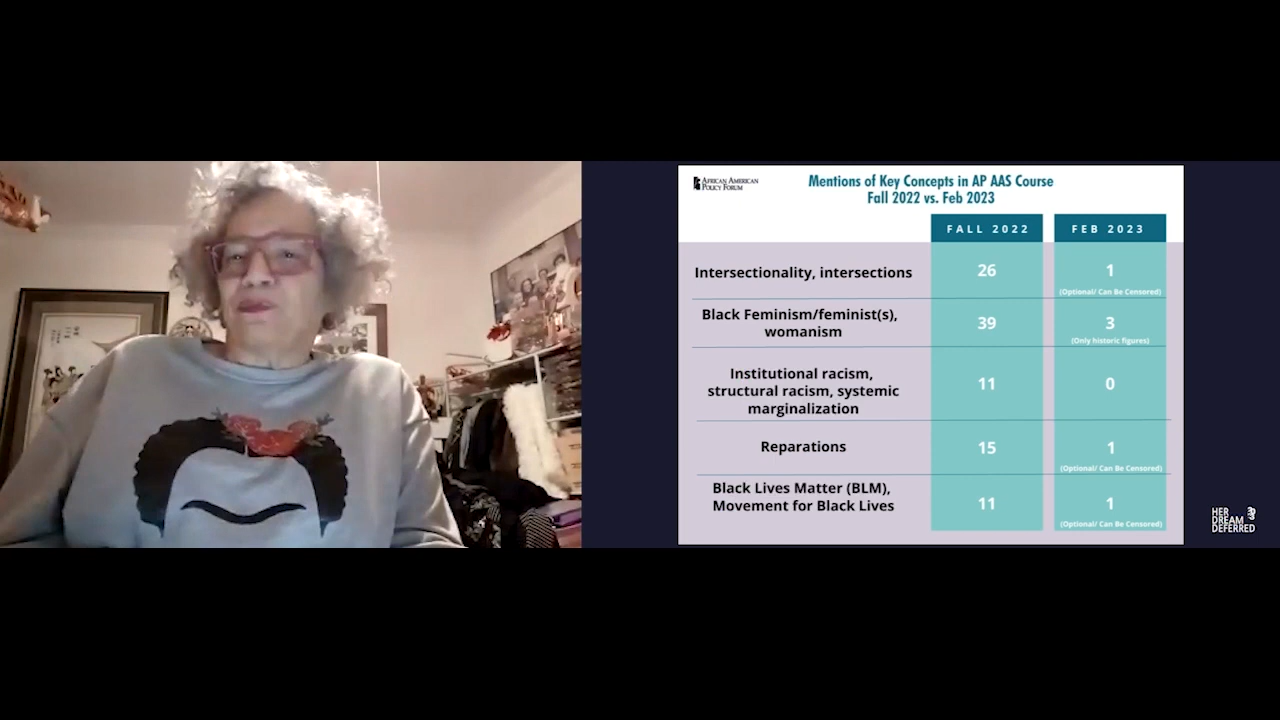 AFRICAN AMERICAN
POLICY FORUM
Mentions of Key Concepts in AP AAS Course
Fall 2022 vs. Feb 2023
FALL 2022
FEB 2023
Intersectionality, intersections
26
1
(Optional/ Can Be Censored)
Black Feminism/feminist(s),
womanism
39
3
(Only historic figures)
Institutional racism,
structural racism, systemic
marginalization
11
0
Reparations
15
1
(Optional/ Can Be Censored)
Black Lives Matter (BLM),
Movement for Black Lives
11
1
(Optional/ Can Be Censored)
HER
DREAM
DEFERRED